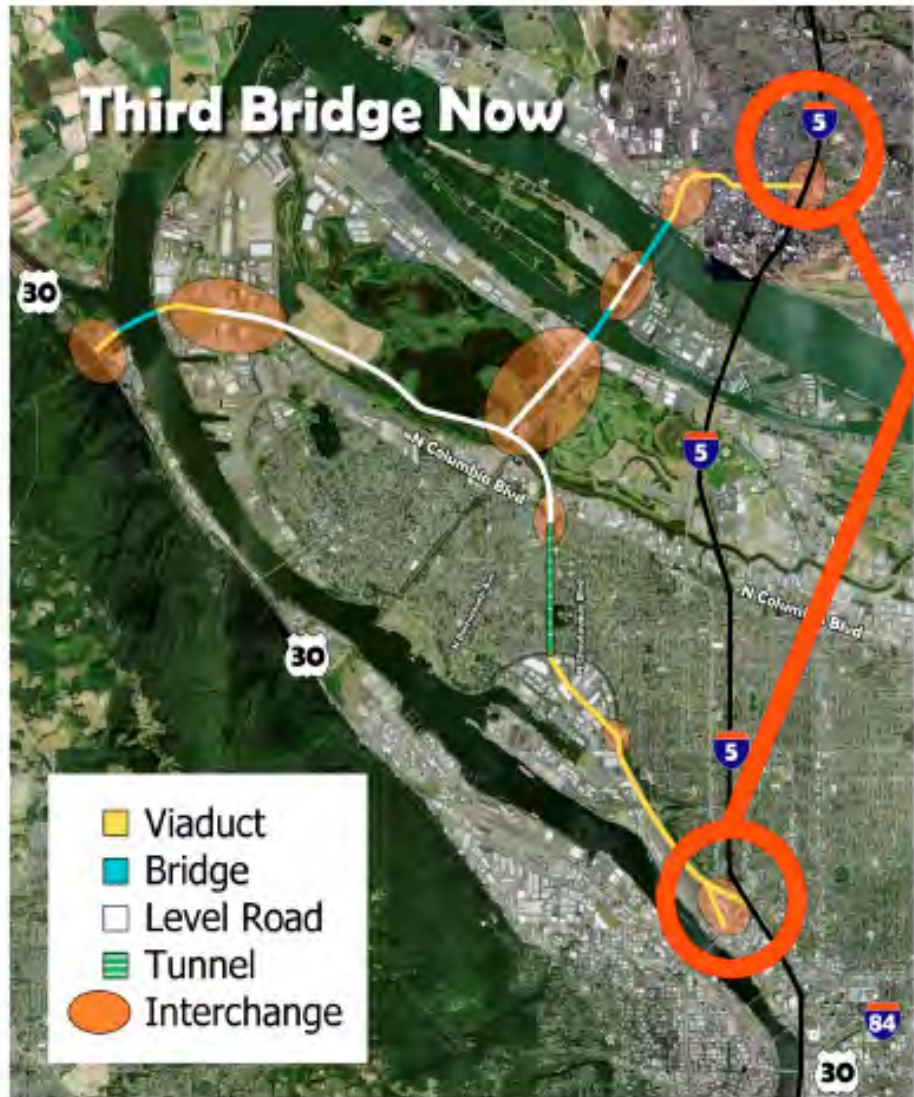 Third Bridge Now
5
30
5
N Columbia Blvd
N Columbia Blvd
30
5
Viaduct
Bridge
Level Road
Tunnel
Interchange
84
30